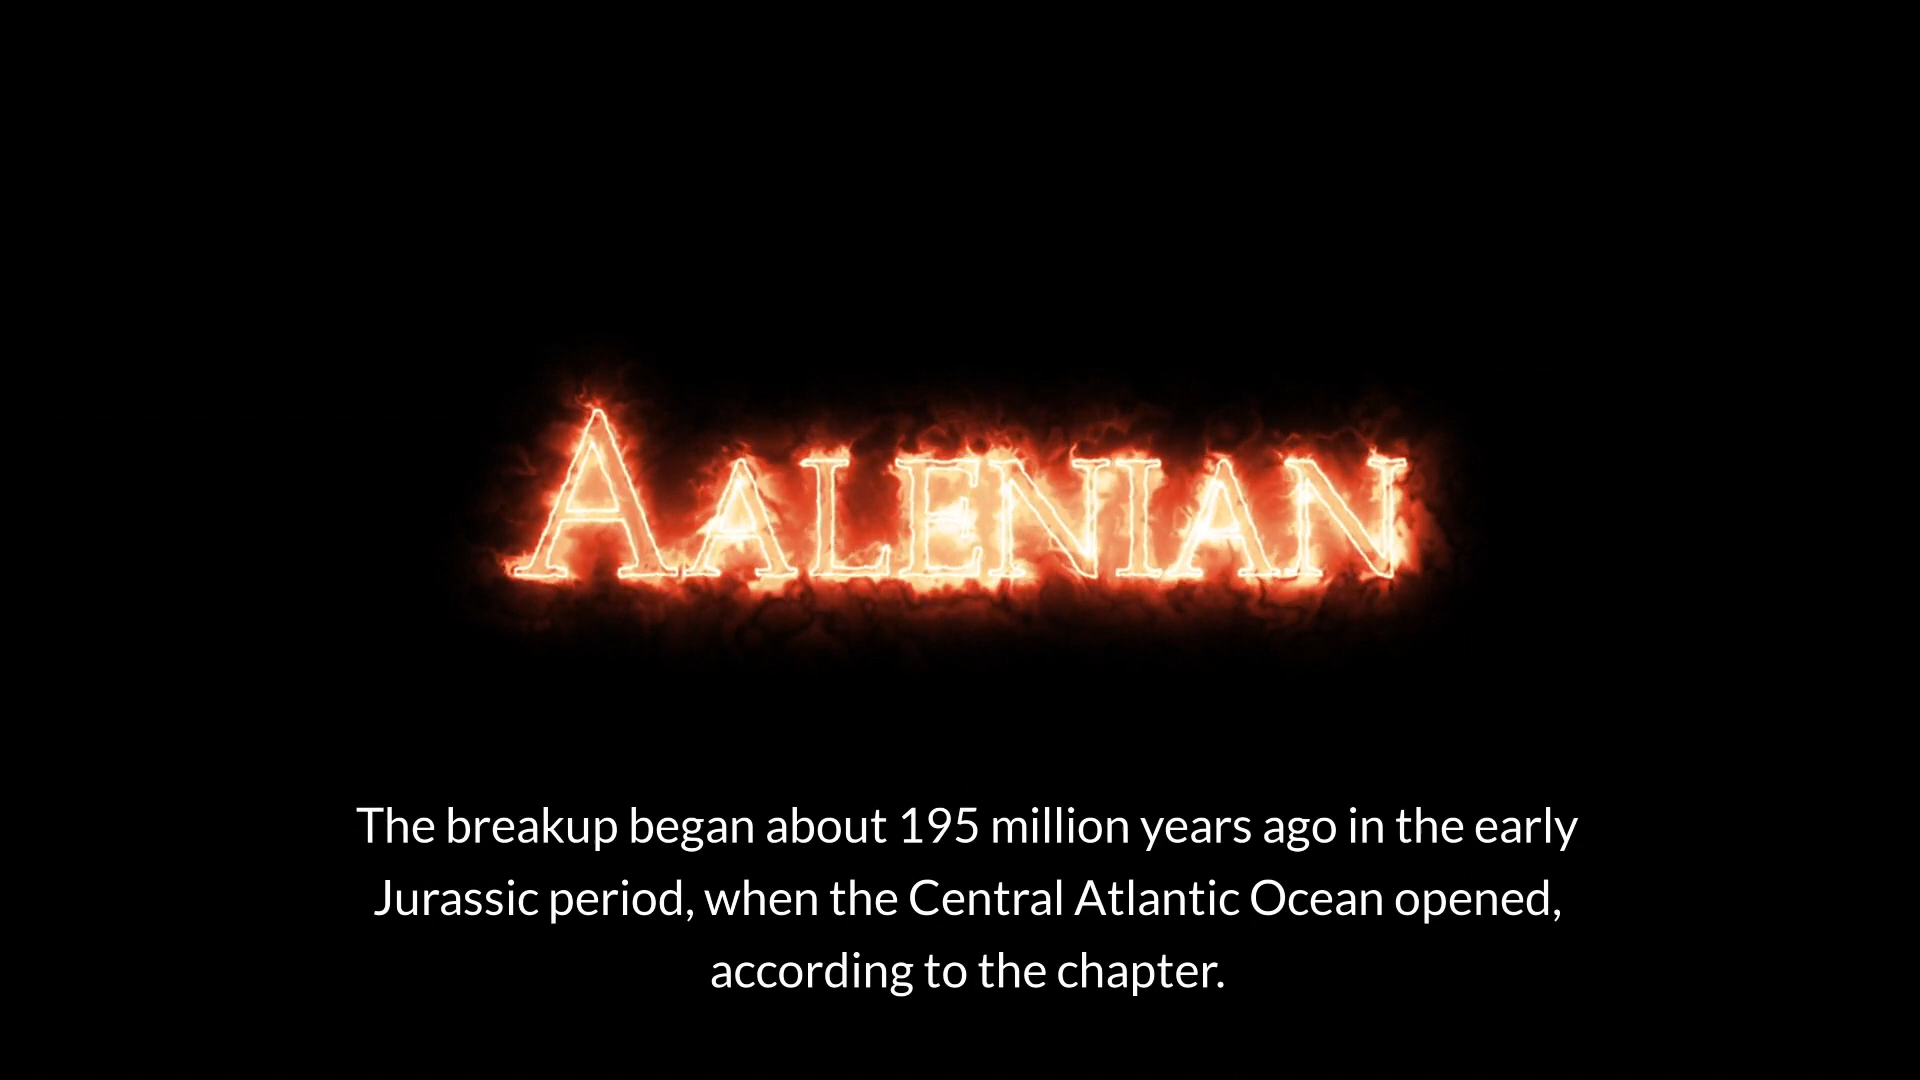 AALENIAN
The breakup began about 195 million years ago in the early
Jurassic period, when the Central Atlantic Ocean opened,
according to the chapter.